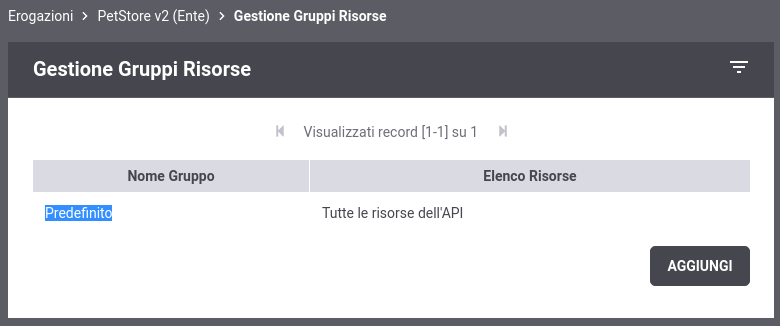 Erogazioni > PetStore v2 (Ente) > Gestione Gruppi Risorse
Gestione Gruppi Risorse
Visualizzati record [1-1] su 1
Nome Gruppo Elenco Risorse
Predefinito Tutte le risorse dell'API
AGGIUNGI